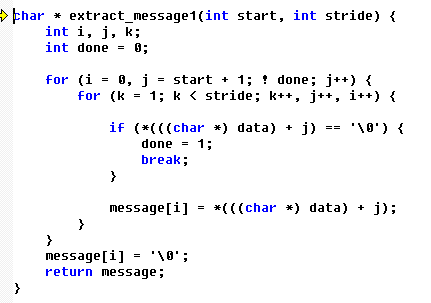 char * extract_message1(int start, int stride) {
    int i, j, k;
    int done = 0;

    for (i = 0, j = start + 1; ! done; j++) {
        for (k = 1; k < stride; k++, j++, i++) {

            if (*(((char *) data) + j) == '\0') {
                done = 1;
                break;
            }

            message[i] = *(((char *) data) + j);
        }
    }
    message[i] = '\0';
    return message;
}